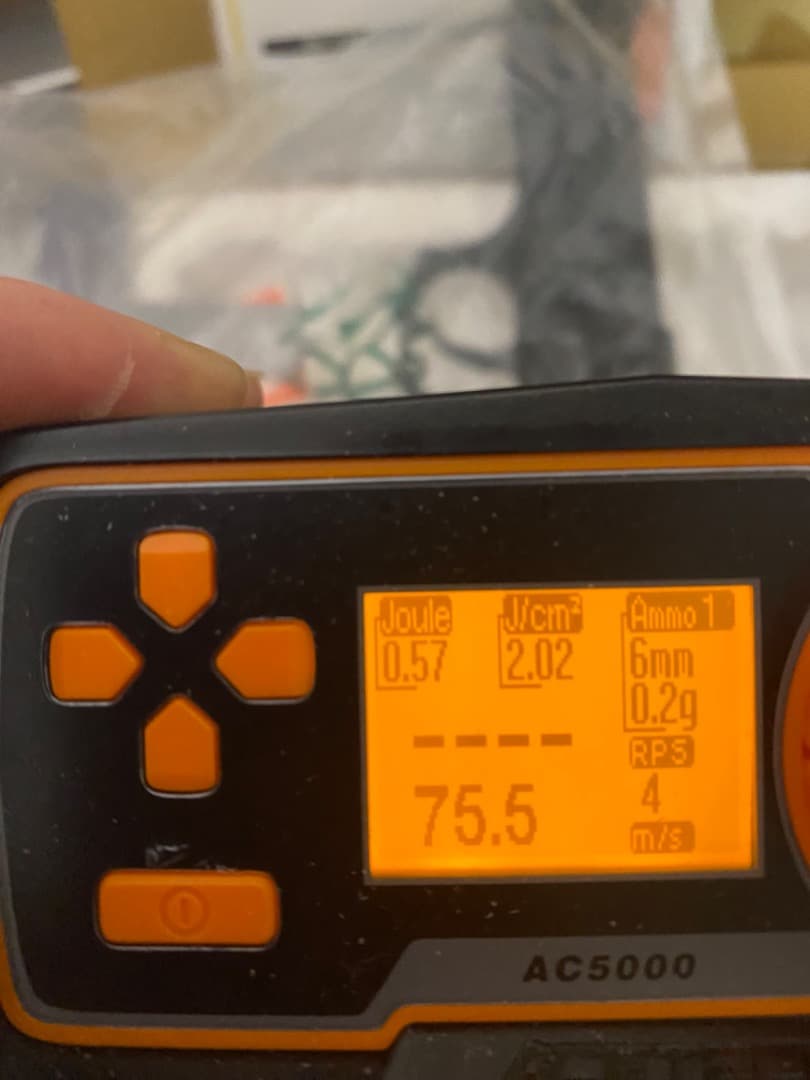 Joule J/cm² Ammo 1
0.57 2.02 6mm
0.2g
---- RPS
75.5 4
m/s
AC5000